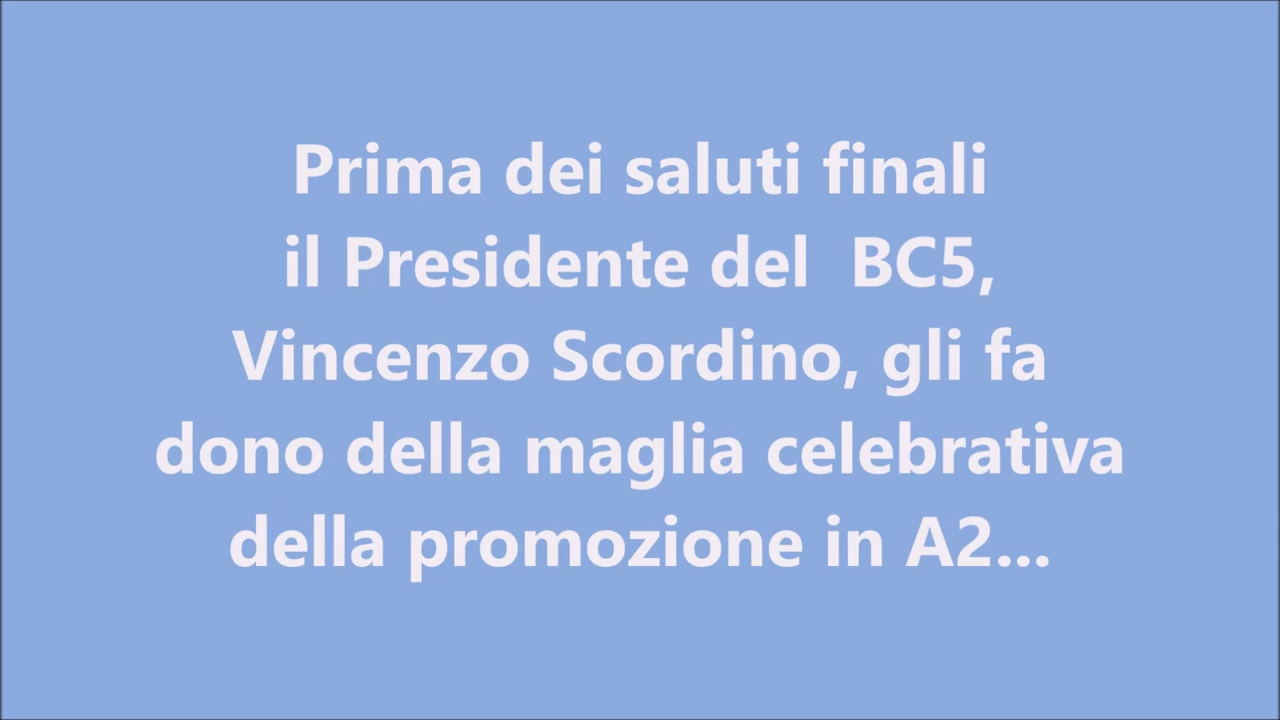 Prima dei saluti finali
il Presidente del  BC5,
Vincenzo Scordino, gli fa
dono della maglia celebrativa
della promozione in A2...